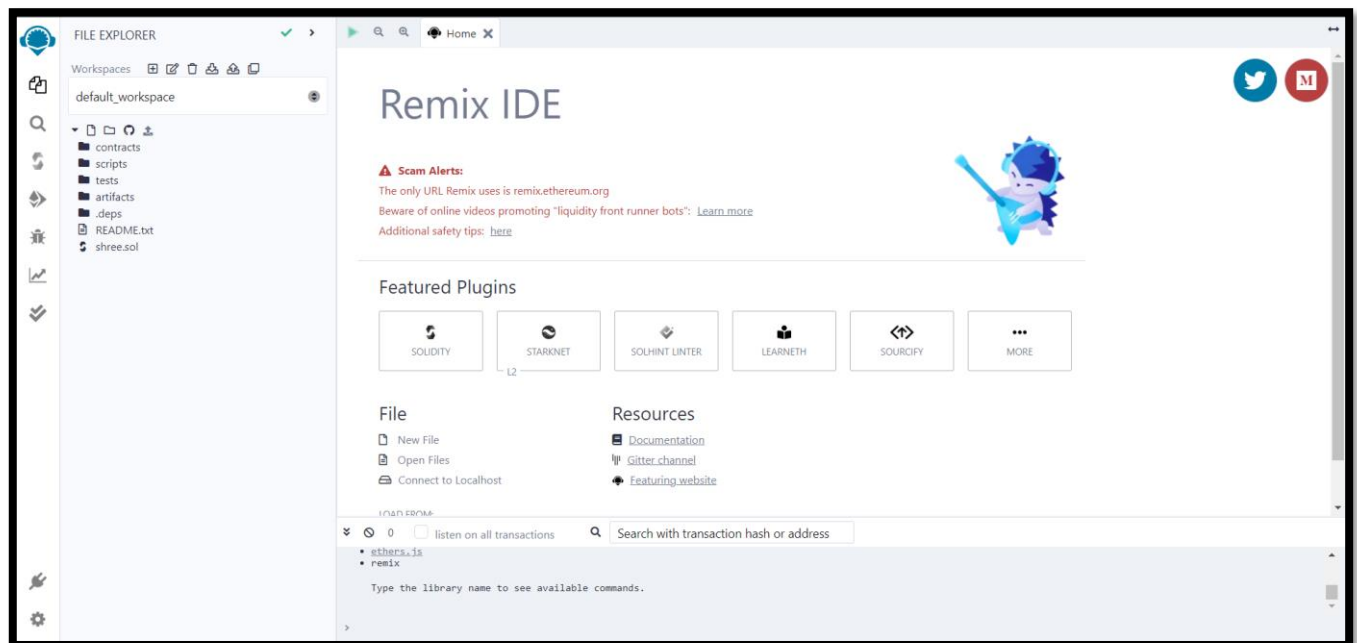 FILE EXPLORER
Workspaces
default_workspace
contracts
scripts
tests
artifacts
.deps
README.txt
shree.sol
Home
Remix IDE
Scam Alerts:
The only URL Remix uses is remix.ethereum.org
Beware of online videos promoting "liquidity front runner bots": Learn more
Additional safety tips: here
Featured Plugins
SOLIDITY
STARKNET
L2
SOLHINT LINTER
LEARNETH
SOURCIFY
MORE
File
New File
Open Files
Connect to Localhost
LOAD FROM:
Resources
Documentation
Gitter channel
Featuring website
M
0
listen on all transactions
Search with transaction hash or address
• ethers.js
• remix
Type the library name to see available commands.
>